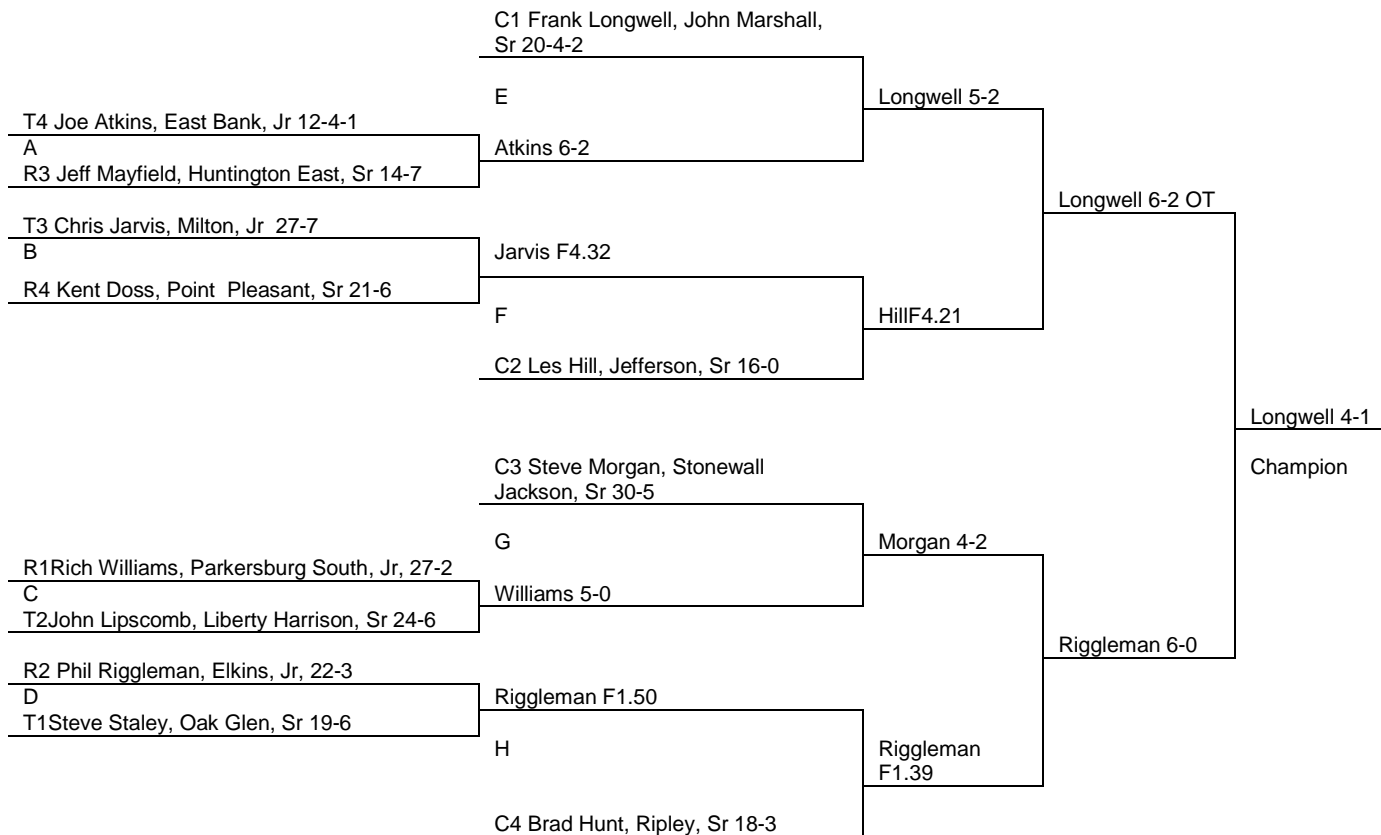 C1 Frank Longwell, John Marshall,
Sr 20-4-2
E
Longwell 5-2
T4 Joe Atkins, East Bank, Jr 12-4-1
A
Atkins 6-2
R3 Jeff Mayfield, Huntington East, Sr 14-7
Longwell 6-2 OT
T3 Chris Jarvis, Milton, Jr  27-7
B
Jarvis F4.32
R4 Kent Doss, Point  Pleasant, Sr 21-6
F
HillF4.21
C2 Les Hill, Jefferson, Sr 16-0
Longwell 4-1
Champion
C3 Steve Morgan, Stonewall
Jackson, Sr 30-5
G
Morgan 4-2
R1Rich Williams, Parkersburg South, Jr, 27-2
C
Williams 5-0
T2John Lipscomb, Liberty Harrison, Sr 24-6
Riggleman 6-0
R2 Phil Riggleman, Elkins, Jr, 22-3
D
Riggleman F1.50
T1Steve Staley, Oak Glen, Sr 19-6
H
Riggleman
F1.39
C4 Brad Hunt, Ripley, Sr 18-3